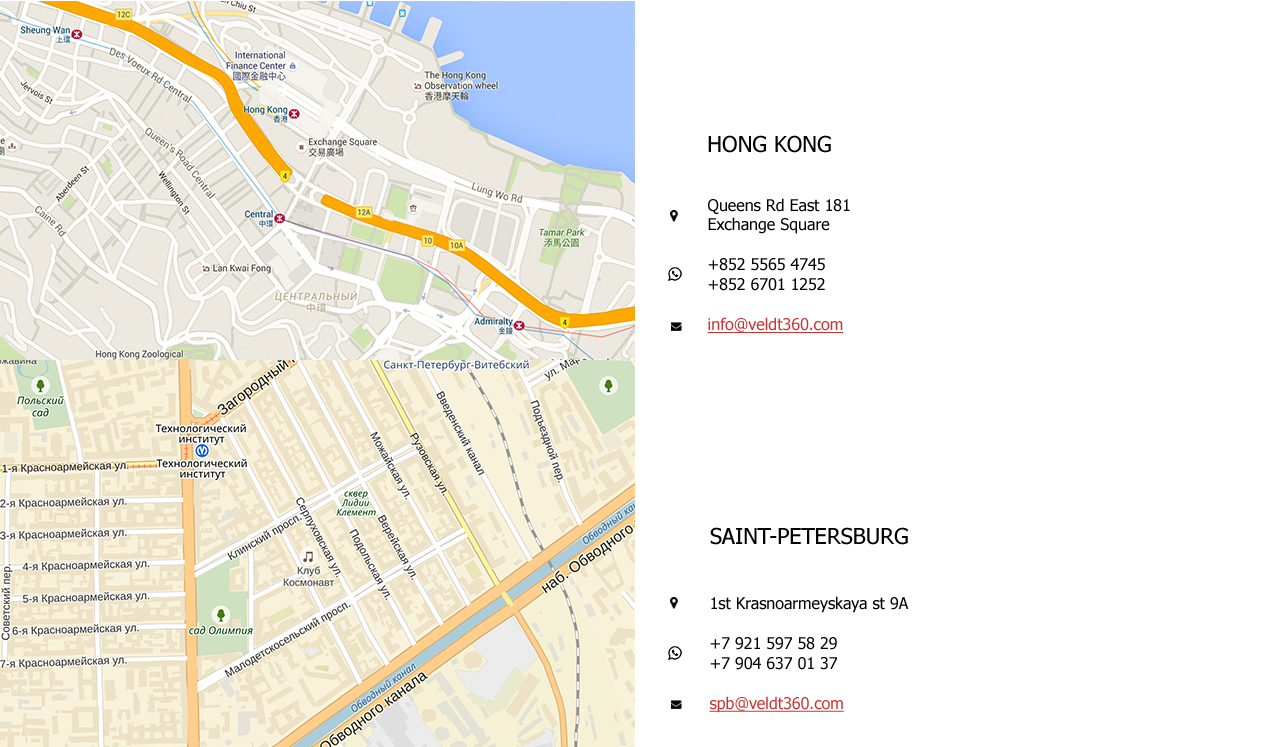 12C
Chiu St
Sheung Wan
上環
Des Voeux Rd Central
International
Finance Center
國際金融中心
The Hong Kong
Observation wheel
香港摩天輪
Jervois St
Hong Kong
香港
Queen's Road Central
Exchange Square
交易廣場
4
Aberdeen St
Wellington St
Lung Wo Rd
Caine Rd
Central
中環
12A
10
10A
Tamar Park
添馬公園
Lan Kwai Fong
ЦЕНТРАЛЬНЫЙ
中環
Admiralty
金鐘
4
Hong Kong Zoological
HONG KONG
Queens Rd East 181
Exchange Square
+852 5565 4745
+852 6701 1252
info@veldt360.com
Санкт-Петербург-Витебский
Польский
сад
Загородный
Технологический
институт
Технологический
институт
1-я Красноармейская ул.
2-я Красноармейская ул.
3-я Красноармейская ул.
4-я Красноармейская ул.
5-я Красноармейская ул.
6-я Красноармейская ул.
7-я Красноармейская ул.
Советский пер.
Введенский канал
Подъездной пер.
Можайская ул.
Рузовская ул.
сквер
Лидии
Клемент
Серпуховская ул.
Верейская ул.
Подольская ул.
Клинский просп.
Клуб
Космонавт
сад Олимпия
Малодетскосельский просп.
Обводный канал
наб. Обводного
Обводный канал
Обводного канала
SAINT-PETERSBURG
1st Krasnoarmeyskaya st 9A
+7 921 597 58 29
+7 904 637 01 37
spb@veldt360.com